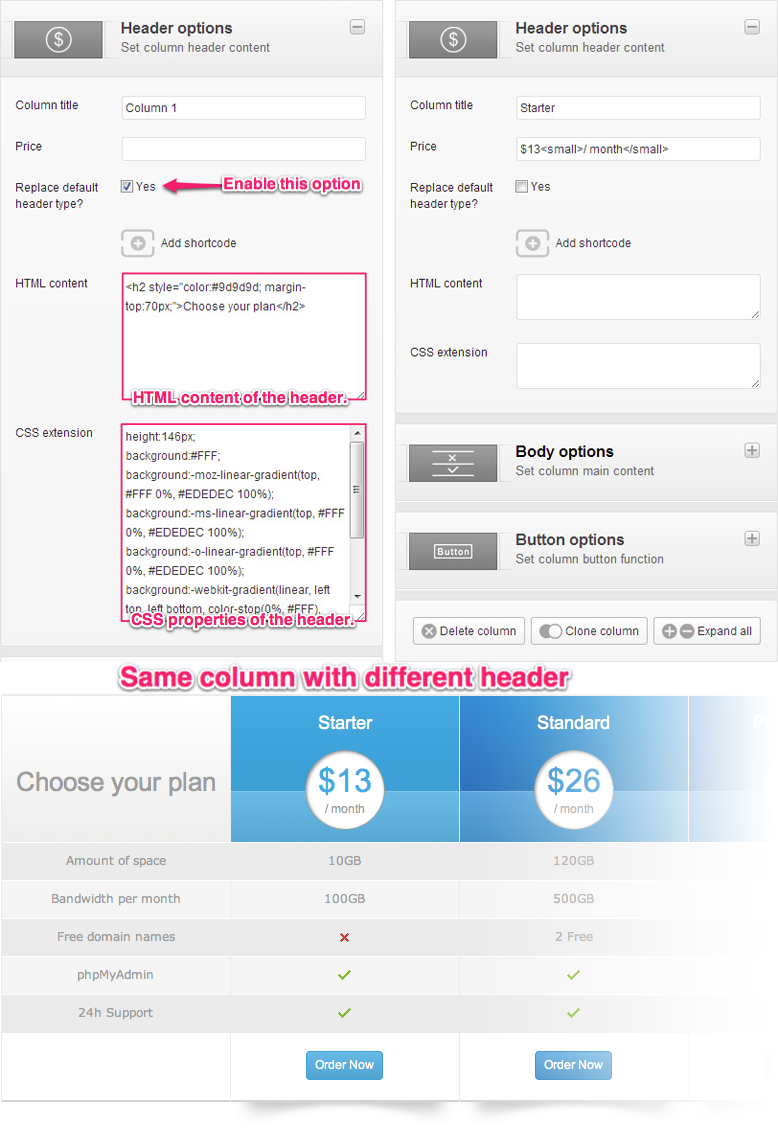 Header options
Set column header content
Column title
Column 1
Price
Replace default
header type?
Yes
Enable this option
Add shortcode
HTML content
<h2 style="color:#9d9d9d; margin-
top:70px;">Choose your plan</h2>
HTML content of the header.
CSS extension
height:146px;
background:#FFF;
background:-moz-linear-gradient(top,
#FFF 0%, #EDEDEC 100%);
background:-ms-linear-gradient(top, #FFF
0%, #EDEDEC 100%);
background:-o-linear-gradient(top, #FFF
0%, #EDEDEC 100%);
background:-webkit-gradient(linear, left
top, left bottom, color-stop(0%, #FFF),
CSS properties of the header.
Header options
Set column header content
Column title
Starter
Price
$13<small>/ month</small>
Replace default
header type?
Yes
Add shortcode
HTML content
CSS extension
Body options
Set column main content
Button
Button options
Set column button function
Delete column
Clone column
Expand all
Same column with different header
Choose your plan
Starter
$13
/ month
Standard
$26
/ month
Amount of space
10GB
120GB
Bandwidth per month
100GB
500GB
Free domain names
2 Free
phpMyAdmin
24h Support
Order Now
Order Now